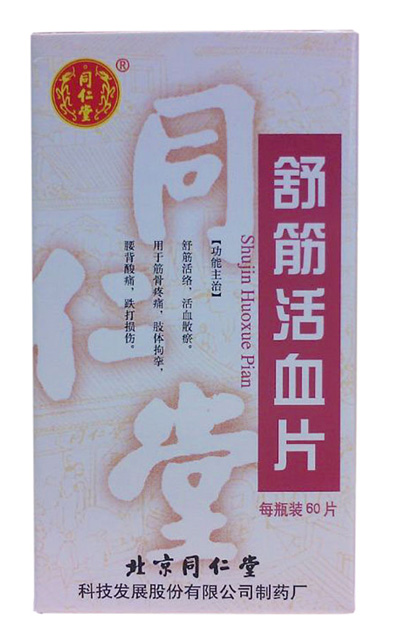 同仁堂
®
同仁堂
舒筋活血片
Shujin Huoxue Pian
【功能主治】
舒筋活络，活血散瘀。
用于筋骨疼痛，肢体拘挛，
腰背酸痛，跌打损伤。
每瓶装60片
北京同仁堂
科技发展股份有限公司制药厂